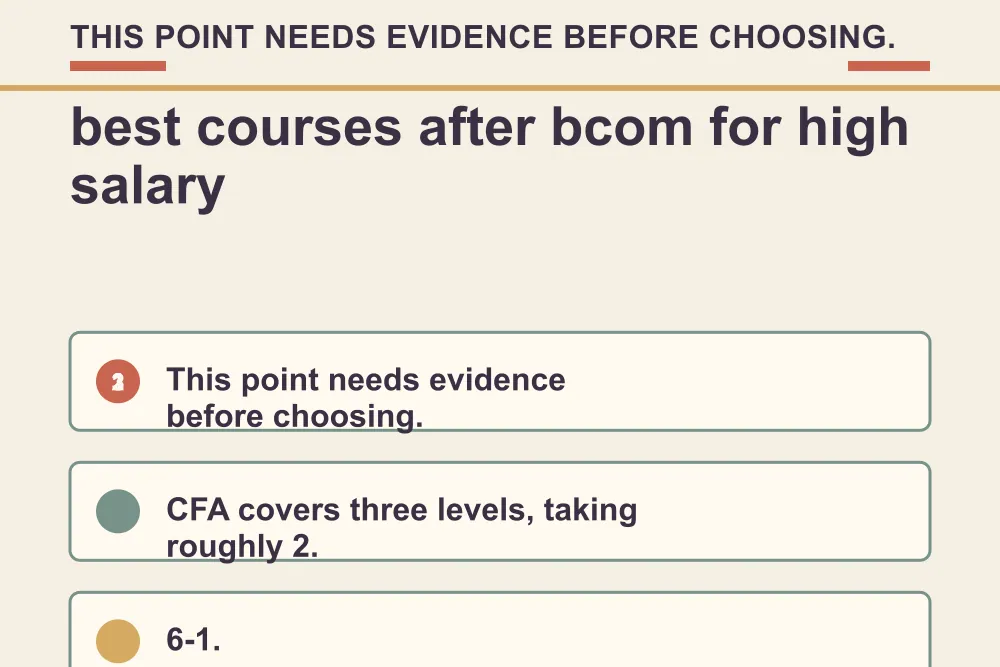 THIS POINT NEEDS EVIDENCE BEFORE CHOOSING.
best courses after bcom for high
salary
This point needs evidence
before choosing.
CFA covers three levels, taking
roughly 2.
6-1.